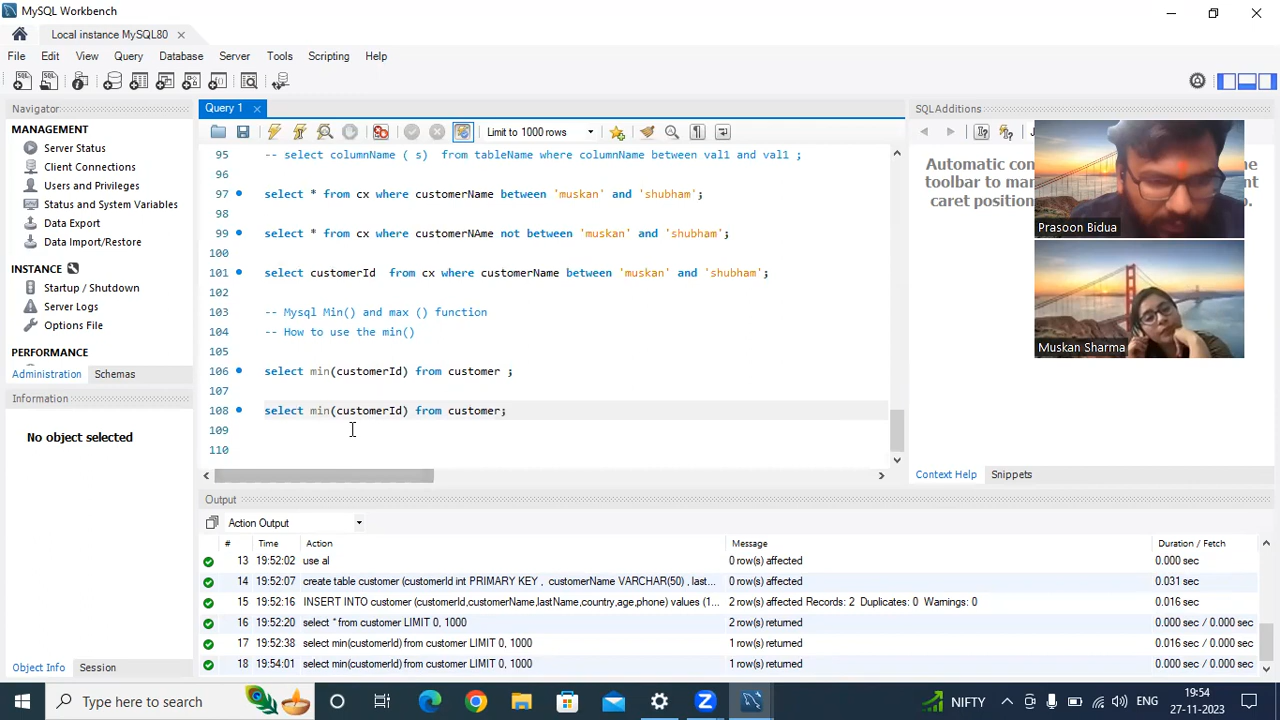 MySQL Workbench
Local instance MySQL80
File Edit View Query Database Server Tools Scripting Help
Navigator
MANAGEMENT
Server Status
Client Connections
Users and Privileges
Status and System Variables
Data Export
Data Import/Restore
INSTANCE
Startup / Shutdown
Server Logs
Options File
PERFORMANCE
Administration Schemas
Information
No object selected
Object Info Session
Query 1
Limit to 1000 rows
95 -- select columnName ( s)  from tableName where columnName between val1 and val1 ;
96
97 select * from cx where customerName between 'muskan' and 'shubham';
98
99 select * from cx where customerNAme not between 'muskan' and 'shubham';
100
101 select customerId  from cx where customerName between 'muskan' and 'shubham';
102
103 -- Mysql Min() and max () function
104 -- How to use the min()
105
106 select min(customerId) from customer ;
107
108 select min(customerId) from customer;
109
110
SQLAdditions
Automatic con
toolbar to mar
caret position
Prasoon Bidua
Muskan Sharma
Context Help Snippets
Output
Action Output
# Time Action Message Duration / Fetch
13 19:52:02 use al 0 row(s) affected 0.000 sec
14 19:52:07 create table customer (customerId int PRIMARY KEY , customerName VARCHAR(50) , last... 0 row(s) affected 0.031 sec
15 19:52:16 INSERT INTO customer (customerId,customerName,lastName,country,age,phone) values (1... 2 row(s) affected Records: 2 Duplicates: 0 Warnings: 0 0.016 sec
16 19:52:20 select * from customer LIMIT 0, 1000 2 row(s) returned 0.000 sec / 0.000 sec
17 19:52:38 select min(customerId) from customer LIMIT 0, 1000 1 row(s) returned 0.016 sec / 0.000 sec
18 19:54:01 select min(customerId) from customer LIMIT 0, 1000 1 row(s) returned 0.000 sec / 0.000 sec
Type here to search
NIFTY
ENG
19:54
27-11-2023